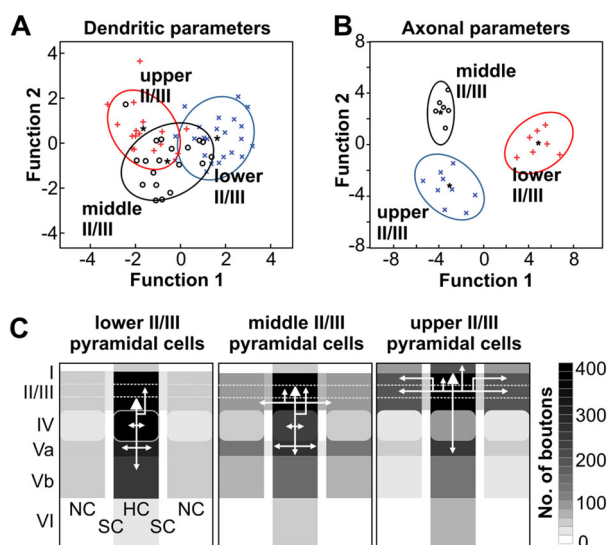 A
Dendritic parameters
4
2
0
-2
-4
Function 2
upper
II/III
lower
II/III
middle
II/III
-4 -2 0 2 4
Function 1
B
Axonal parameters
8
4
0
-4
-8
Function 2
middle
II/III
lower
II/III
upper
II/III
-8 -4 0 4 8
Function 1
C
lower II/III
pyramidal cells
middle II/III
pyramidal cells
upper II/III
pyramidal cells
I
II/III
IV
Va
Vb
VI
NC HC NC
SC SC
400
300
200
100
0
No. of boutons